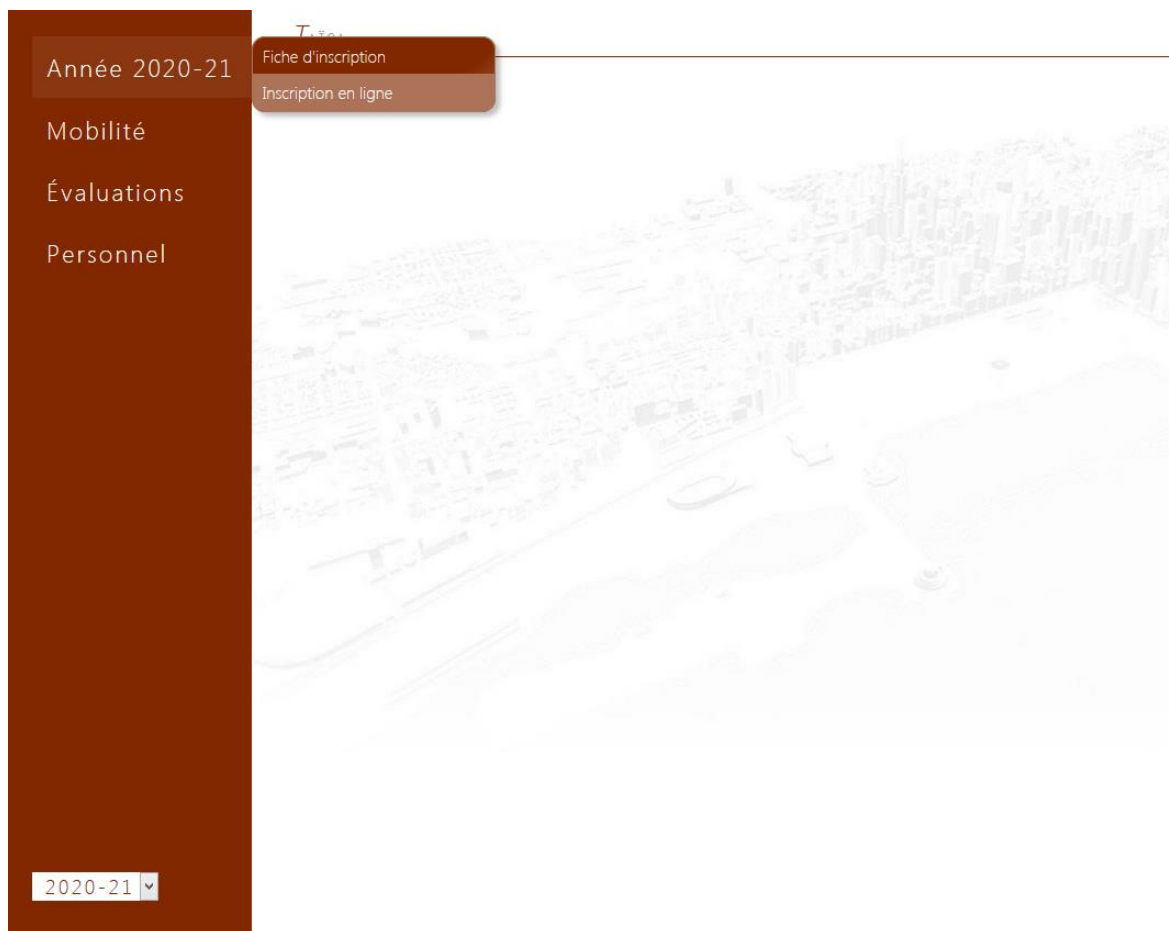 Année 2020-21
Fiche d'inscription
Inscription en ligne
Mobilité
Évaluations
Personnel
2020-21